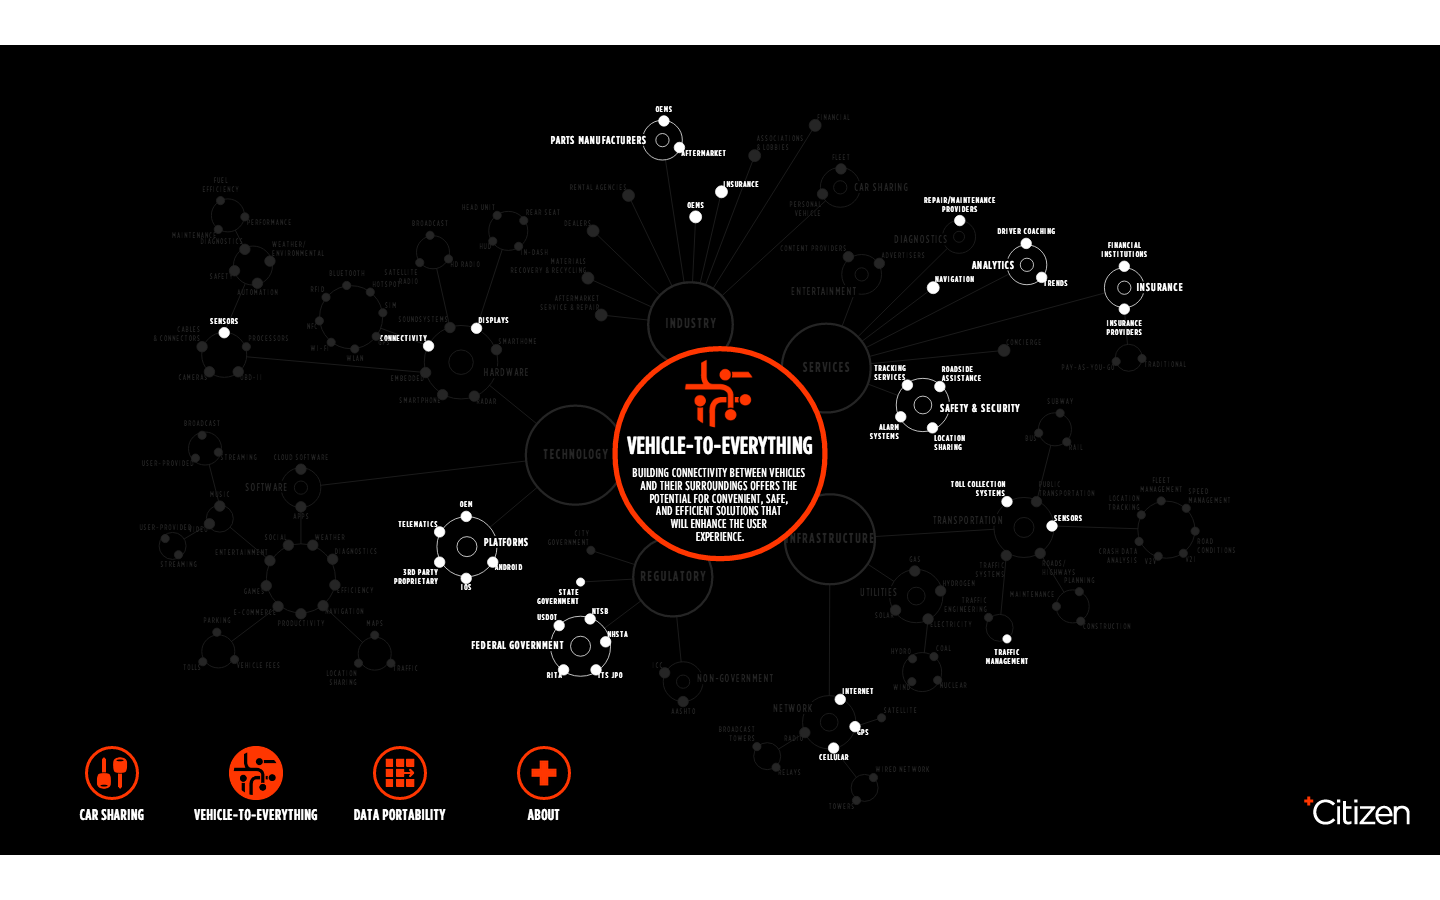 OEMS
PARTS MANUFACTURERS
AFTERMARKET
FINANCIAL
ASSOCIATIONS
& LOBBIES
FLEET
CAR SHARING
PERSONAL
VEHICLE
RENTAL AGENCIES
INSURANCE
OEMS
DEALERS
MATERIALS
RECOVERY & RECYCLING
AFTERMARKET
SERVICE & REPAIR
INDUSTRY
FUEL
EFFICIENCY
PERFORMANCE
MAINTENANCE
DIAGNOSTICS
WEATHER/
ENVIRONMENTAL
SAFETY
AUTOMATION
SENSORS
CABLES
& CONNECTORS
PROCESSORS
CAMERAS
OBD-II
BLUETOOTH
HOTSPOT
RFID
SIM
NFC
WI-FI
WLAN
CONNECTIVITY
BROADCAST
HD RADIO
SATELLITE
RADIO
HEAD UNIT
REAR SEAT
HUD
IN-DASH
SOUNDSYSTEMS
DISPLAYS
SMARTHOME
HARDWARE
EMBEDDED
SMARTPHONE
RADAR
REPAIR/MAINTENANCE
PROVIDERS
DIAGNOSTICS
DRIVER COACHING
ANALYTICS
TRENDS
CONTENT PROVIDERS
ADVERTISERS
ENTERTAINMENT
NAVIGATION
FINANCIAL
INSTITUTIONS
INSURANCE
INSURANCE
PROVIDERS
PAY-AS-YOU-GO
TRADITIONAL
CONCIERGE
SERVICES
TRACKING
SERVICES
ROADSIDE
ASSISTANCE
SAFETY & SECURITY
ALARM
SYSTEMS
LOCATION
SHARING
TECHNOLOGY
VEHICLE-TO-EVERYTHING
BUILDING CONNECTIVITY BETWEEN VEHICLES
AND THEIR SURROUNDINGS OFFERS THE
POTENTIAL FOR CONVENIENT, SAFE,
AND EFFICIENT SOLUTIONS THAT
WILL ENHANCE THE USER
EXPERIENCE.
BROADCAST
USER-PROVIDED
STREAMING
MUSIC
CLOUD SOFTWARE
SOFTWARE
APPS
USER-PROVIDED
VIDEO
STREAMING
ENTERTAINMENT
SOCIAL
WEATHER
DIAGNOSTICS
GAMES
EFFICIENCY
E-COMMERCE
NAVIGATION
PRODUCTIVITY
PARKING
TOLLS
VEHICLE FEES
MAPS
LOCATION
SHARING
TRAFFIC
OEM
TELEMATICS
PLATFORMS
ANDROID
3RD PARTY
PROPRIETARY
IOS
CITY
GOVERNMENT
REGULATORY
STATE
GOVERNMENT
USDOT
NTSB
NHSTA
FEDERAL GOVERNMENT
RITA
ITS JPO
NON-GOVERNMENT
AASHTO
SUBWAY
BUS
RAIL
PUBLIC
TRANSPORTATION
TOLL COLLECTION
SYSTEMS
TRANSPORTATION
SENSORS
FLEET
MANAGEMENT
SPEED
MANAGEMENT
LOCATION
TRACKING
ROAD
CONDITIONS
CRASH DATA
ANALYSIS
V2V
V2I
TRAFFIC
SYSTEMS
ROADS/
HIGHWAYS
PLANNING
MAINTENANCE
CONSTRUCTION
TRAFFIC
ENGINEERING
TRAFFIC
MANAGEMENT
INFRASTRUCTURE
GAS
HYDROGEN
UTILITIES
SOLAR
ELECTRICITY
HYDRO
COAL
WIND
NUCLEAR
INTERNET
NETWORK
SATELLITE
GPS
RADIO
CELLULAR
BROADCAST
TOWERS
RELAYS
WIRED NETWORK
TOWERS
CAR SHARING
VEHICLE-TO-EVERYTHING
DATA PORTABILITY
ABOUT
Citizen